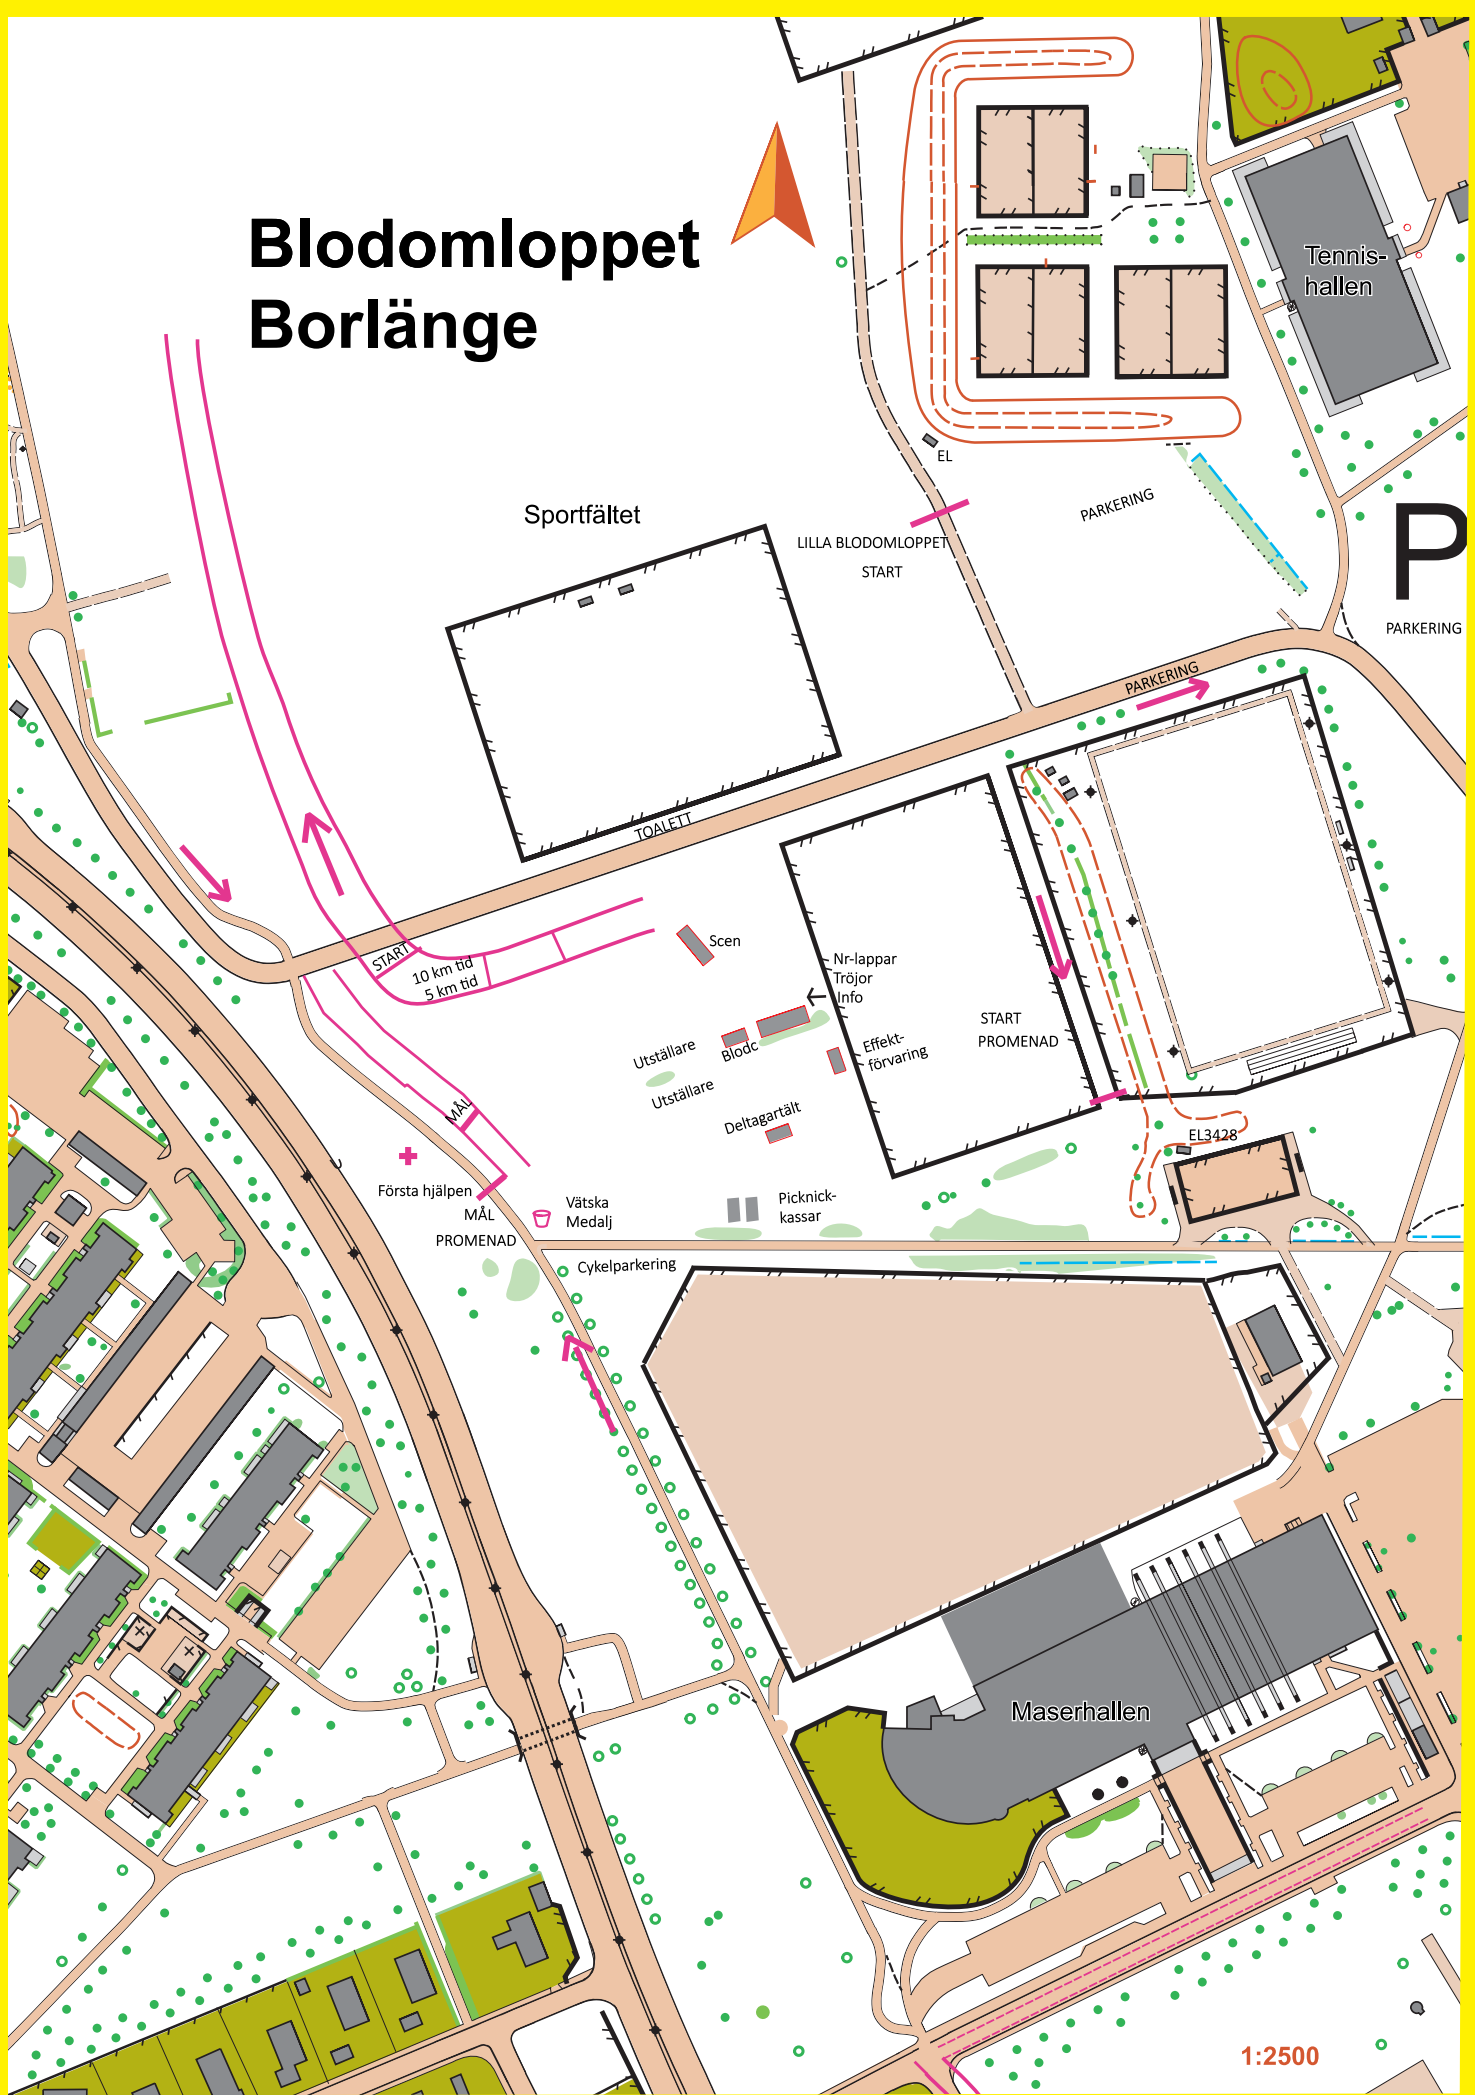 Blodomloppet
Borlänge
Tennis-
hallen
EL
Sportfältet
PARKERING
P
LILLA BLODOMLOPPET
START
PARKERING
PARKERING
TOALETT
START
10 km tid
5 km tid
Scen
Nr-lappar
Tröjor
Info
START
PROMENAD
Utställare
Blodc
Effekt-
förvaring
Utställare
MÅL
Deltagartält
EL3428
Första hjälpen
MÅL
PROMENAD
Vätska
Medalj
Picknick-
kassar
Cykelparkering
Maserhallen
1:2500